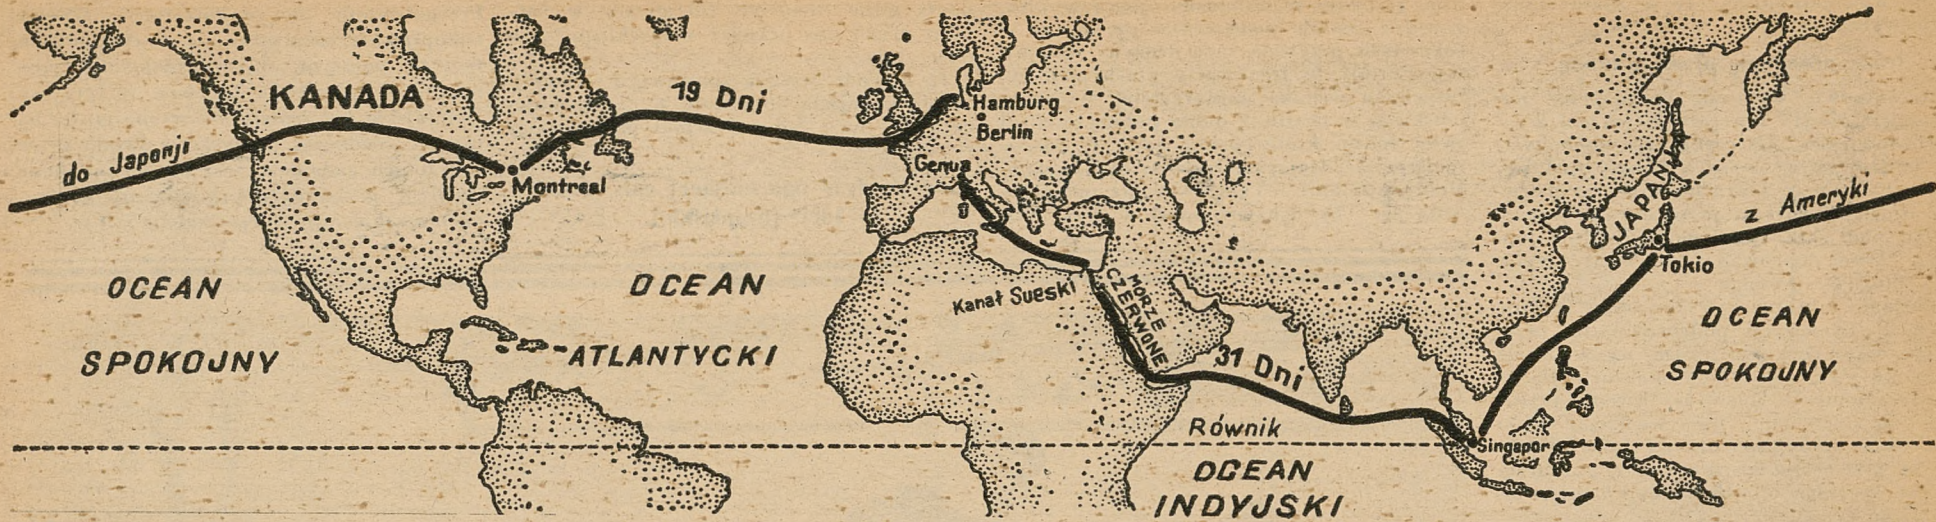 KANADA
19 Dni
Hamburg
Berlin
do Japonji
Genua
Montreal
JAPAN
z Ameryki
Tokio
OCEAN
SPOKOJNY
OCEAN
ATLANTYCKI
Kanał Sueski
MORZE
CZERWONE
31 Dni
OCEAN
SPOKOJNY
Równik
Singapor
OCEAN
INDYJSKI